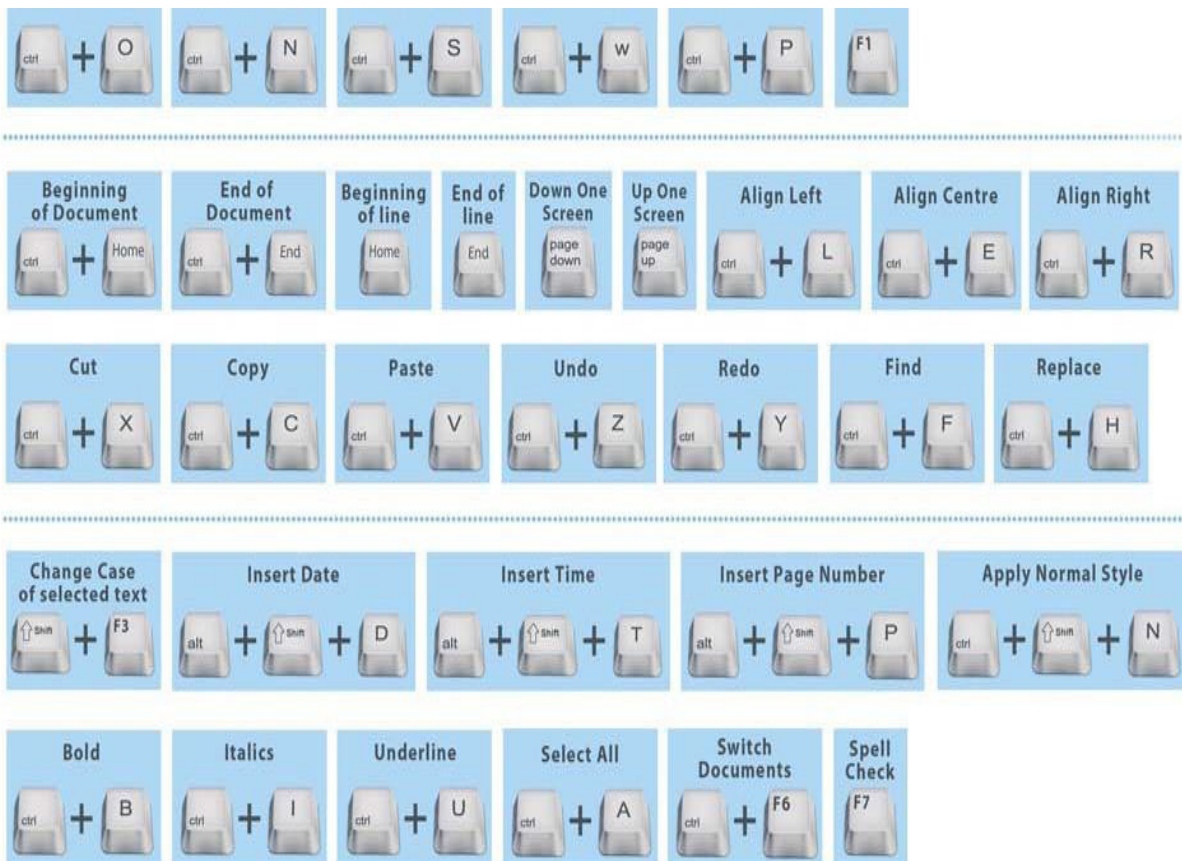 ctrl + O ctrl + N ctrl + S ctrl + w ctrl + P F1
Beginning of Document End of Document Beginning of line End of line Down One Screen Up One Screen Align Left Align Centre Align Right
ctrl + Home ctrl + End Home End page down page up ctrl + L ctrl + E ctrl + R
Cut Copy Paste Undo Redo Find Replace
ctrl + X ctrl + C ctrl + V ctrl + Z ctrl + Y ctrl + F ctrl + H
Change Case of selected text Insert Date Insert Time Insert Page Number Apply Normal Style
Shift + F3 alt + Shift + D alt + Shift + T alt + Shift + P ctrl + Shift + N
Bold Italics Underline Select All Switch Documents Spell Check
ctrl + B ctrl + I ctrl + U ctrl + A ctrl + F6 F7